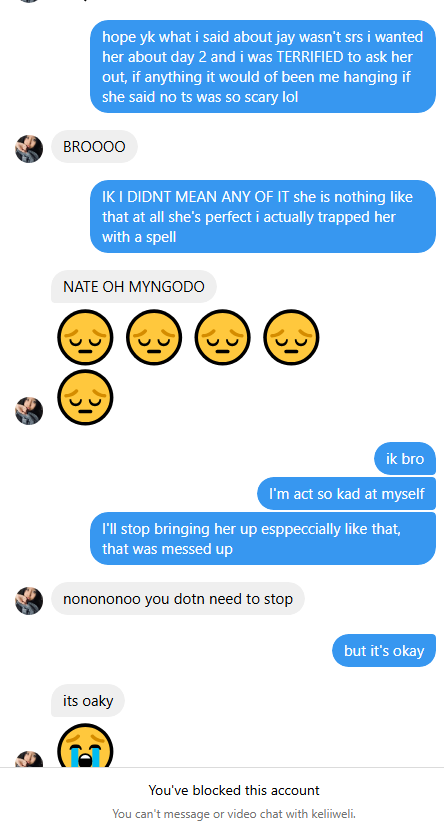 hope yk what i said about jay wasn't srs i wanted
her about day 2 and i was TERRIFIED to ask her
out, if anything it would of been me hanging if
she said no ts was so scary lol
BROOOO
IK I DIDNT MEAN ANY OF IT she is nothing like
that at all she's perfect i actually trapped her
with a spell
NATE OH MYNGODO
ik bro
I'm act so kad at myself
I'll stop bringing her up esppeccially like that,
that was messed up
nonononoo you dotn need to stop
but it's okay
its oaky
You've blocked this account
You can't message or video chat with keliiweli.